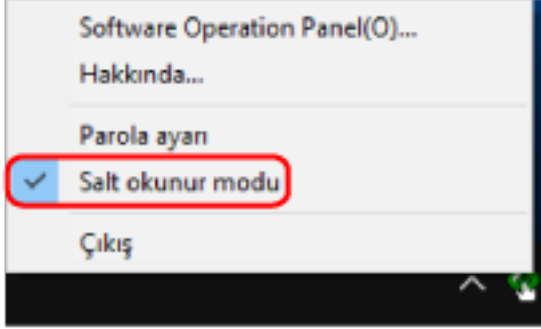 Software Operation Panel(O)...
Hakkında...
Parola ayarı
Salt okunur modu
Çıkış